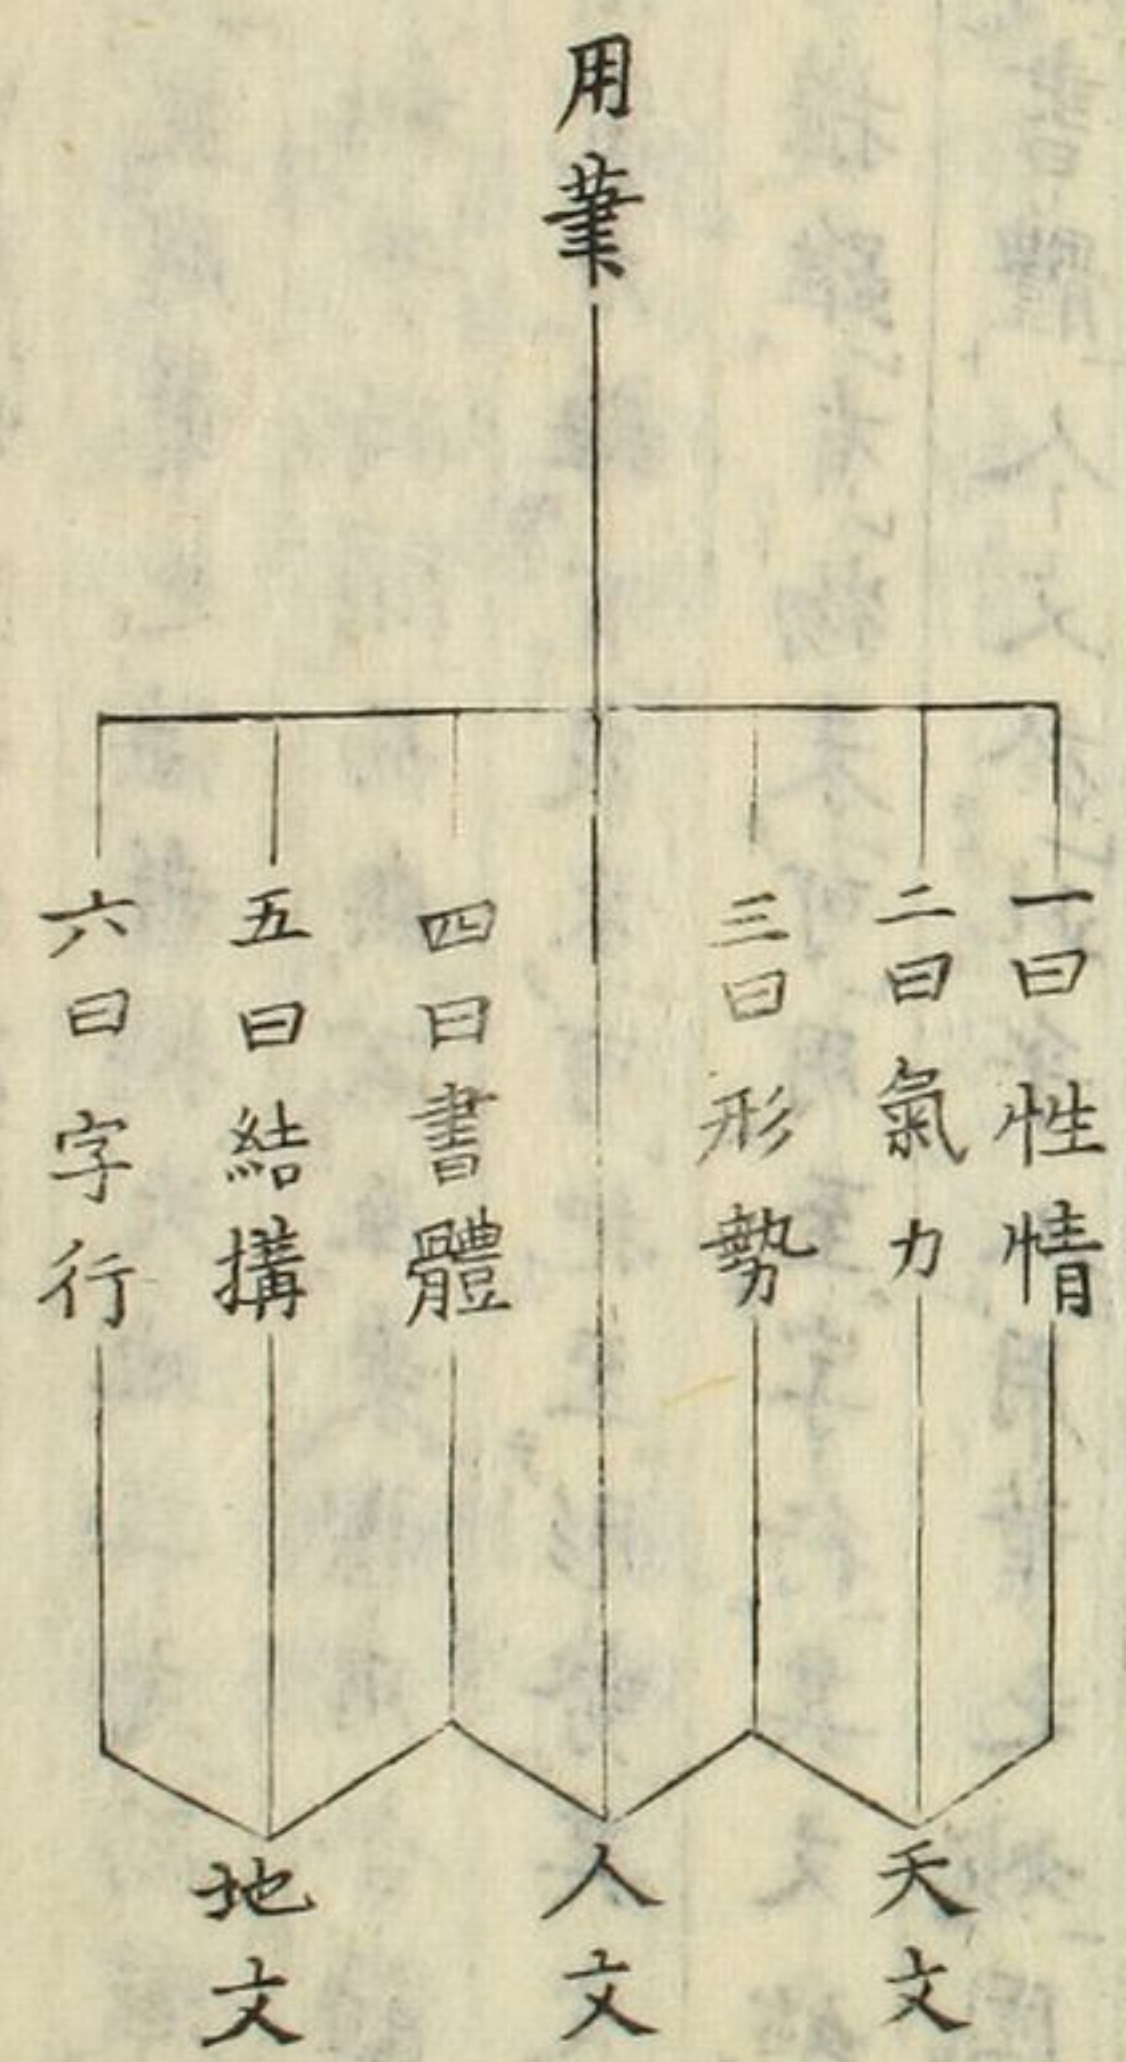 用筆
一曰性情
二曰氣力
三曰形勢
四曰書體
五曰結搆
六曰字行
天文
人文
地文